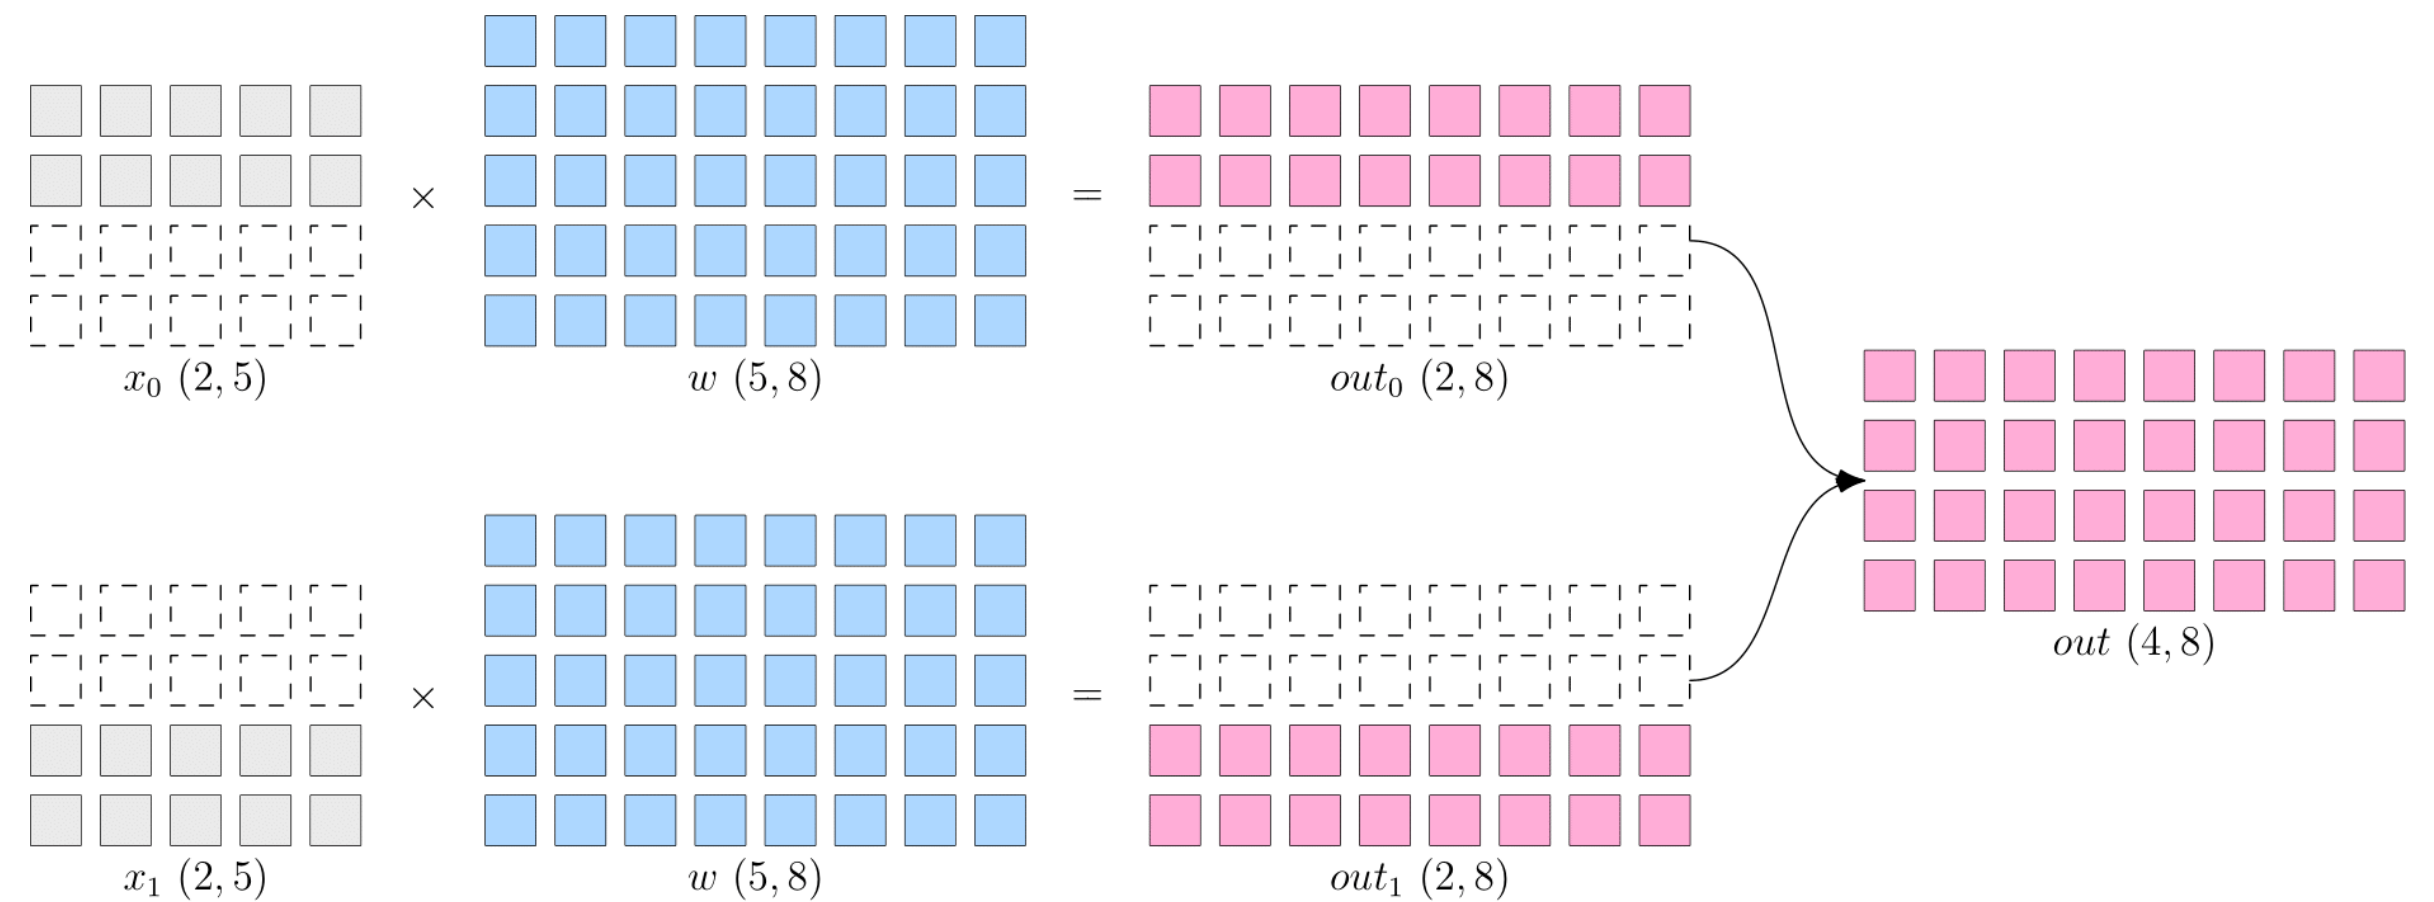 ×
=
x₀ (2, 5)
w (5, 8)
out₀ (2, 8)
out (4, 8)
×
=
x₁ (2, 5)
w (5, 8)
out₁ (2, 8)